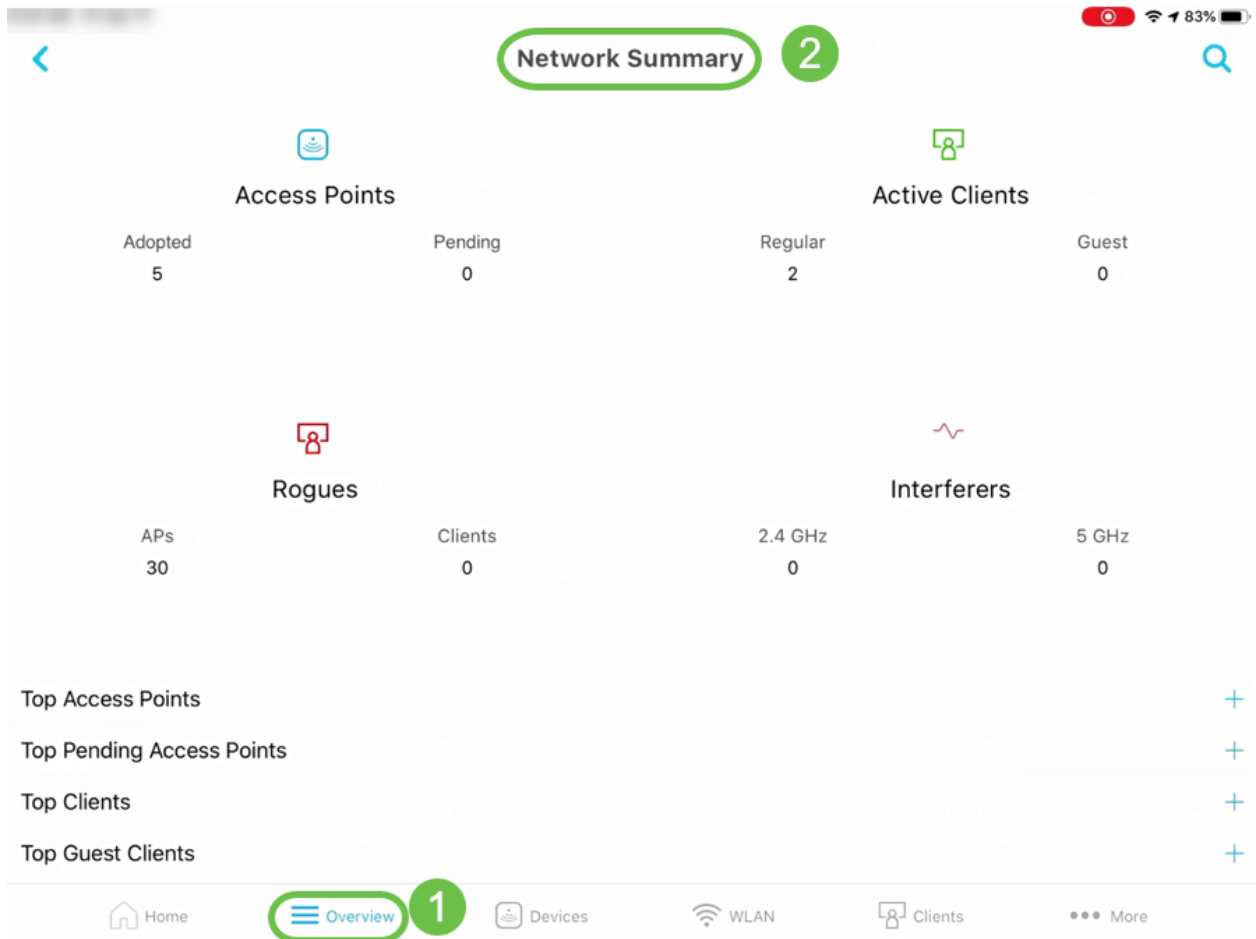 83%
Network Summary 2
Access Points Active Clients
Adopted Pending Regular Guest
5 0 2 0
Rogues Interferers
APs Clients 2.4 GHz 5 GHz
30 0 0 0
Top Access Points
Top Pending Access Points
Top Clients
Top Guest Clients
Home Overview 1 Devices WLAN Clients More